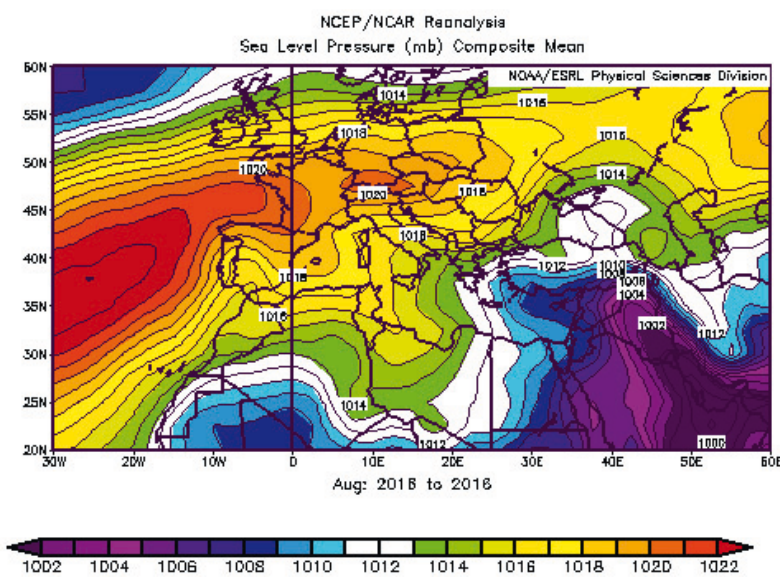 NCEP/NCAR Reanalysis
Sea Level Pressure (mb) Composite Mean
NOAA/ESRL Physical Sciences Division
60N
55N
50N
45N
40N
35N
30N
25N
20N
1014
1016
1018
1016
1020
1014
1020
1018
1018
1012
1010
1008
1006
1004
1016
1016
1002
1012
1014
1012
1000
30W 20W 10W 0 10E 20E 30E 40E 50E 60E
Aug: 2016 to 2016
1002 1004 1006 1008 1010 1012 1014 1016 1018 1020 1022